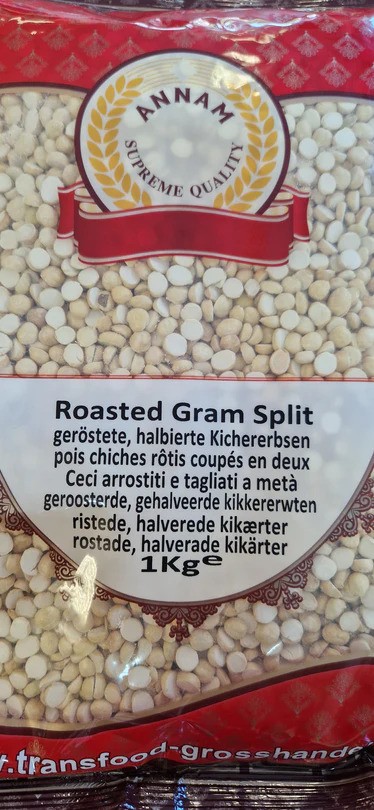 ANNAM
SUPREME QUALITY
Roasted Gram Split
geröstete, halbierte Kichererbsen
pois chiches rôtis coupés en deux
Ceci arrostiti e tagliati a metà
geroosterde, gehalveerde kikkererwten
ristede, halverede kikærter
rostade, halverade kikärter
1Kg℮
.transfood-grosshande